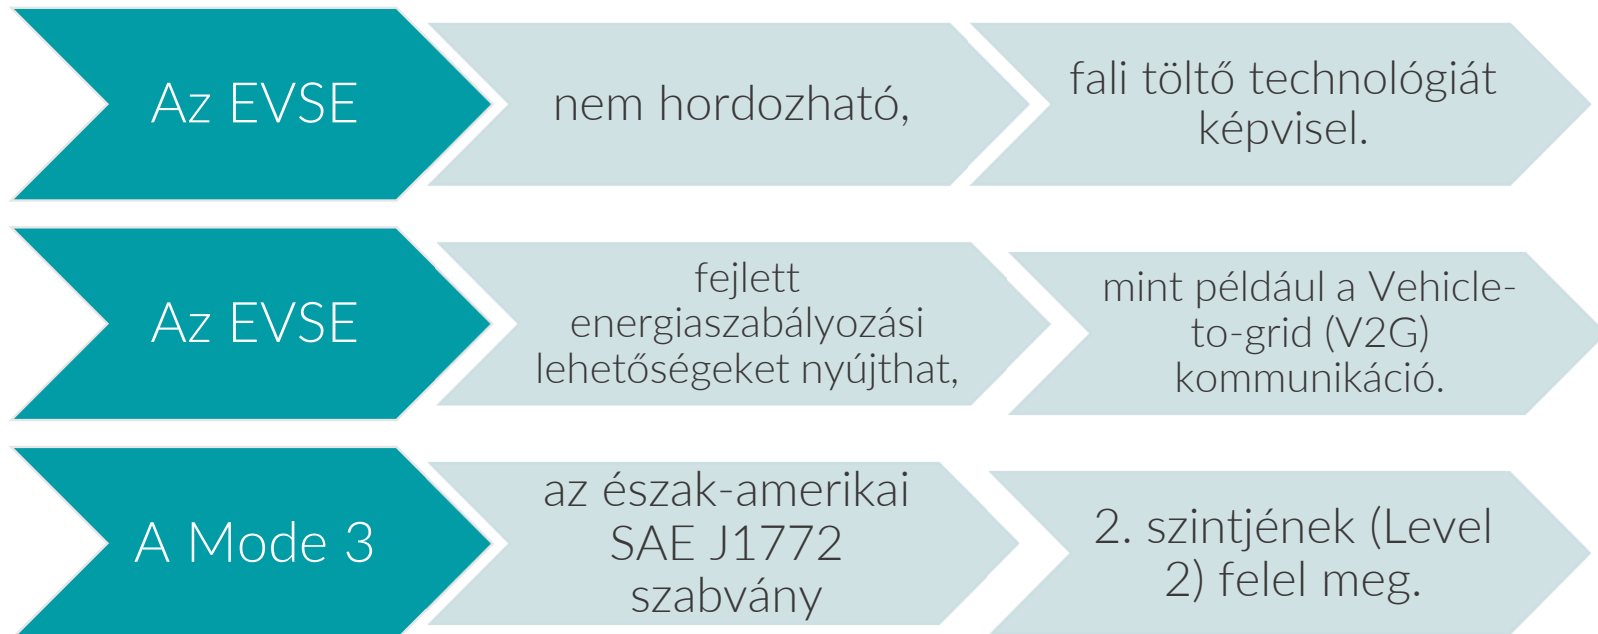 Az EVSE
nem hordozható,
fali töltő technológiát
képvisel.
Az EVSE
fejlett
energiaszabályozási
lehetőségeket nyújthat,
mint például a Vehicle-
to-grid (V2G)
kommunikáció.
A Mode 3
az észak-amerikai
SAE J1772
szabvány
2. szintjének (Level
2) felel meg.